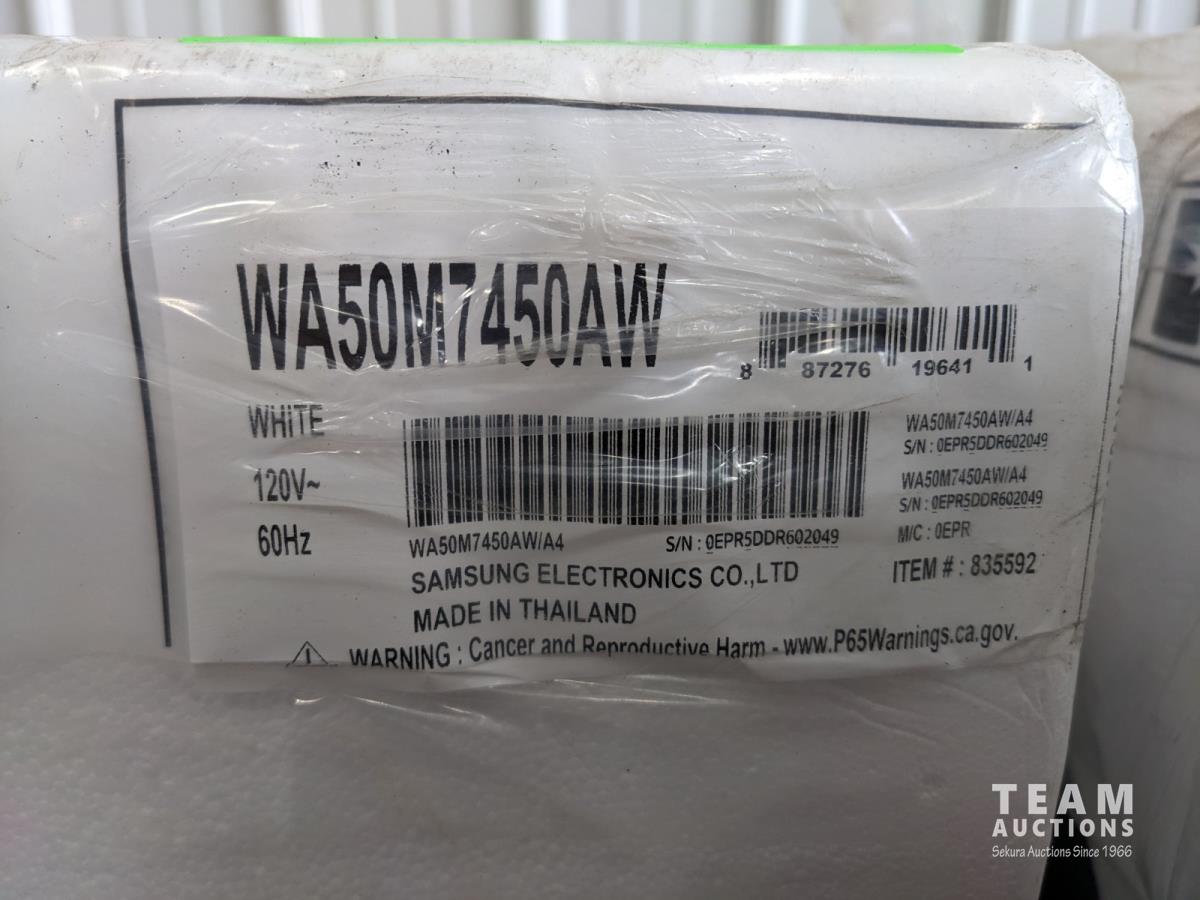 WA50M7450AW
8 87276 19641 1
WHITE
120V~
60Hz
WA50M7450AW/A4 S/N : 0EPR5DDR602049
WA50M7450AW/A4
S/N : 0EPR5DDR602049
WA50M7450AW/A4
S/N : 0EPR5DDR602049
M/C : 0EPR
ITEM # : 835592
SAMSUNG ELECTRONICS CO.,LTD
MADE IN THAILAND
WARNING : Cancer and Reproductive Harm - www.P65Warnings.ca.gov.
TEAM
AUCTIONS
Sekura Auctions Since 1966